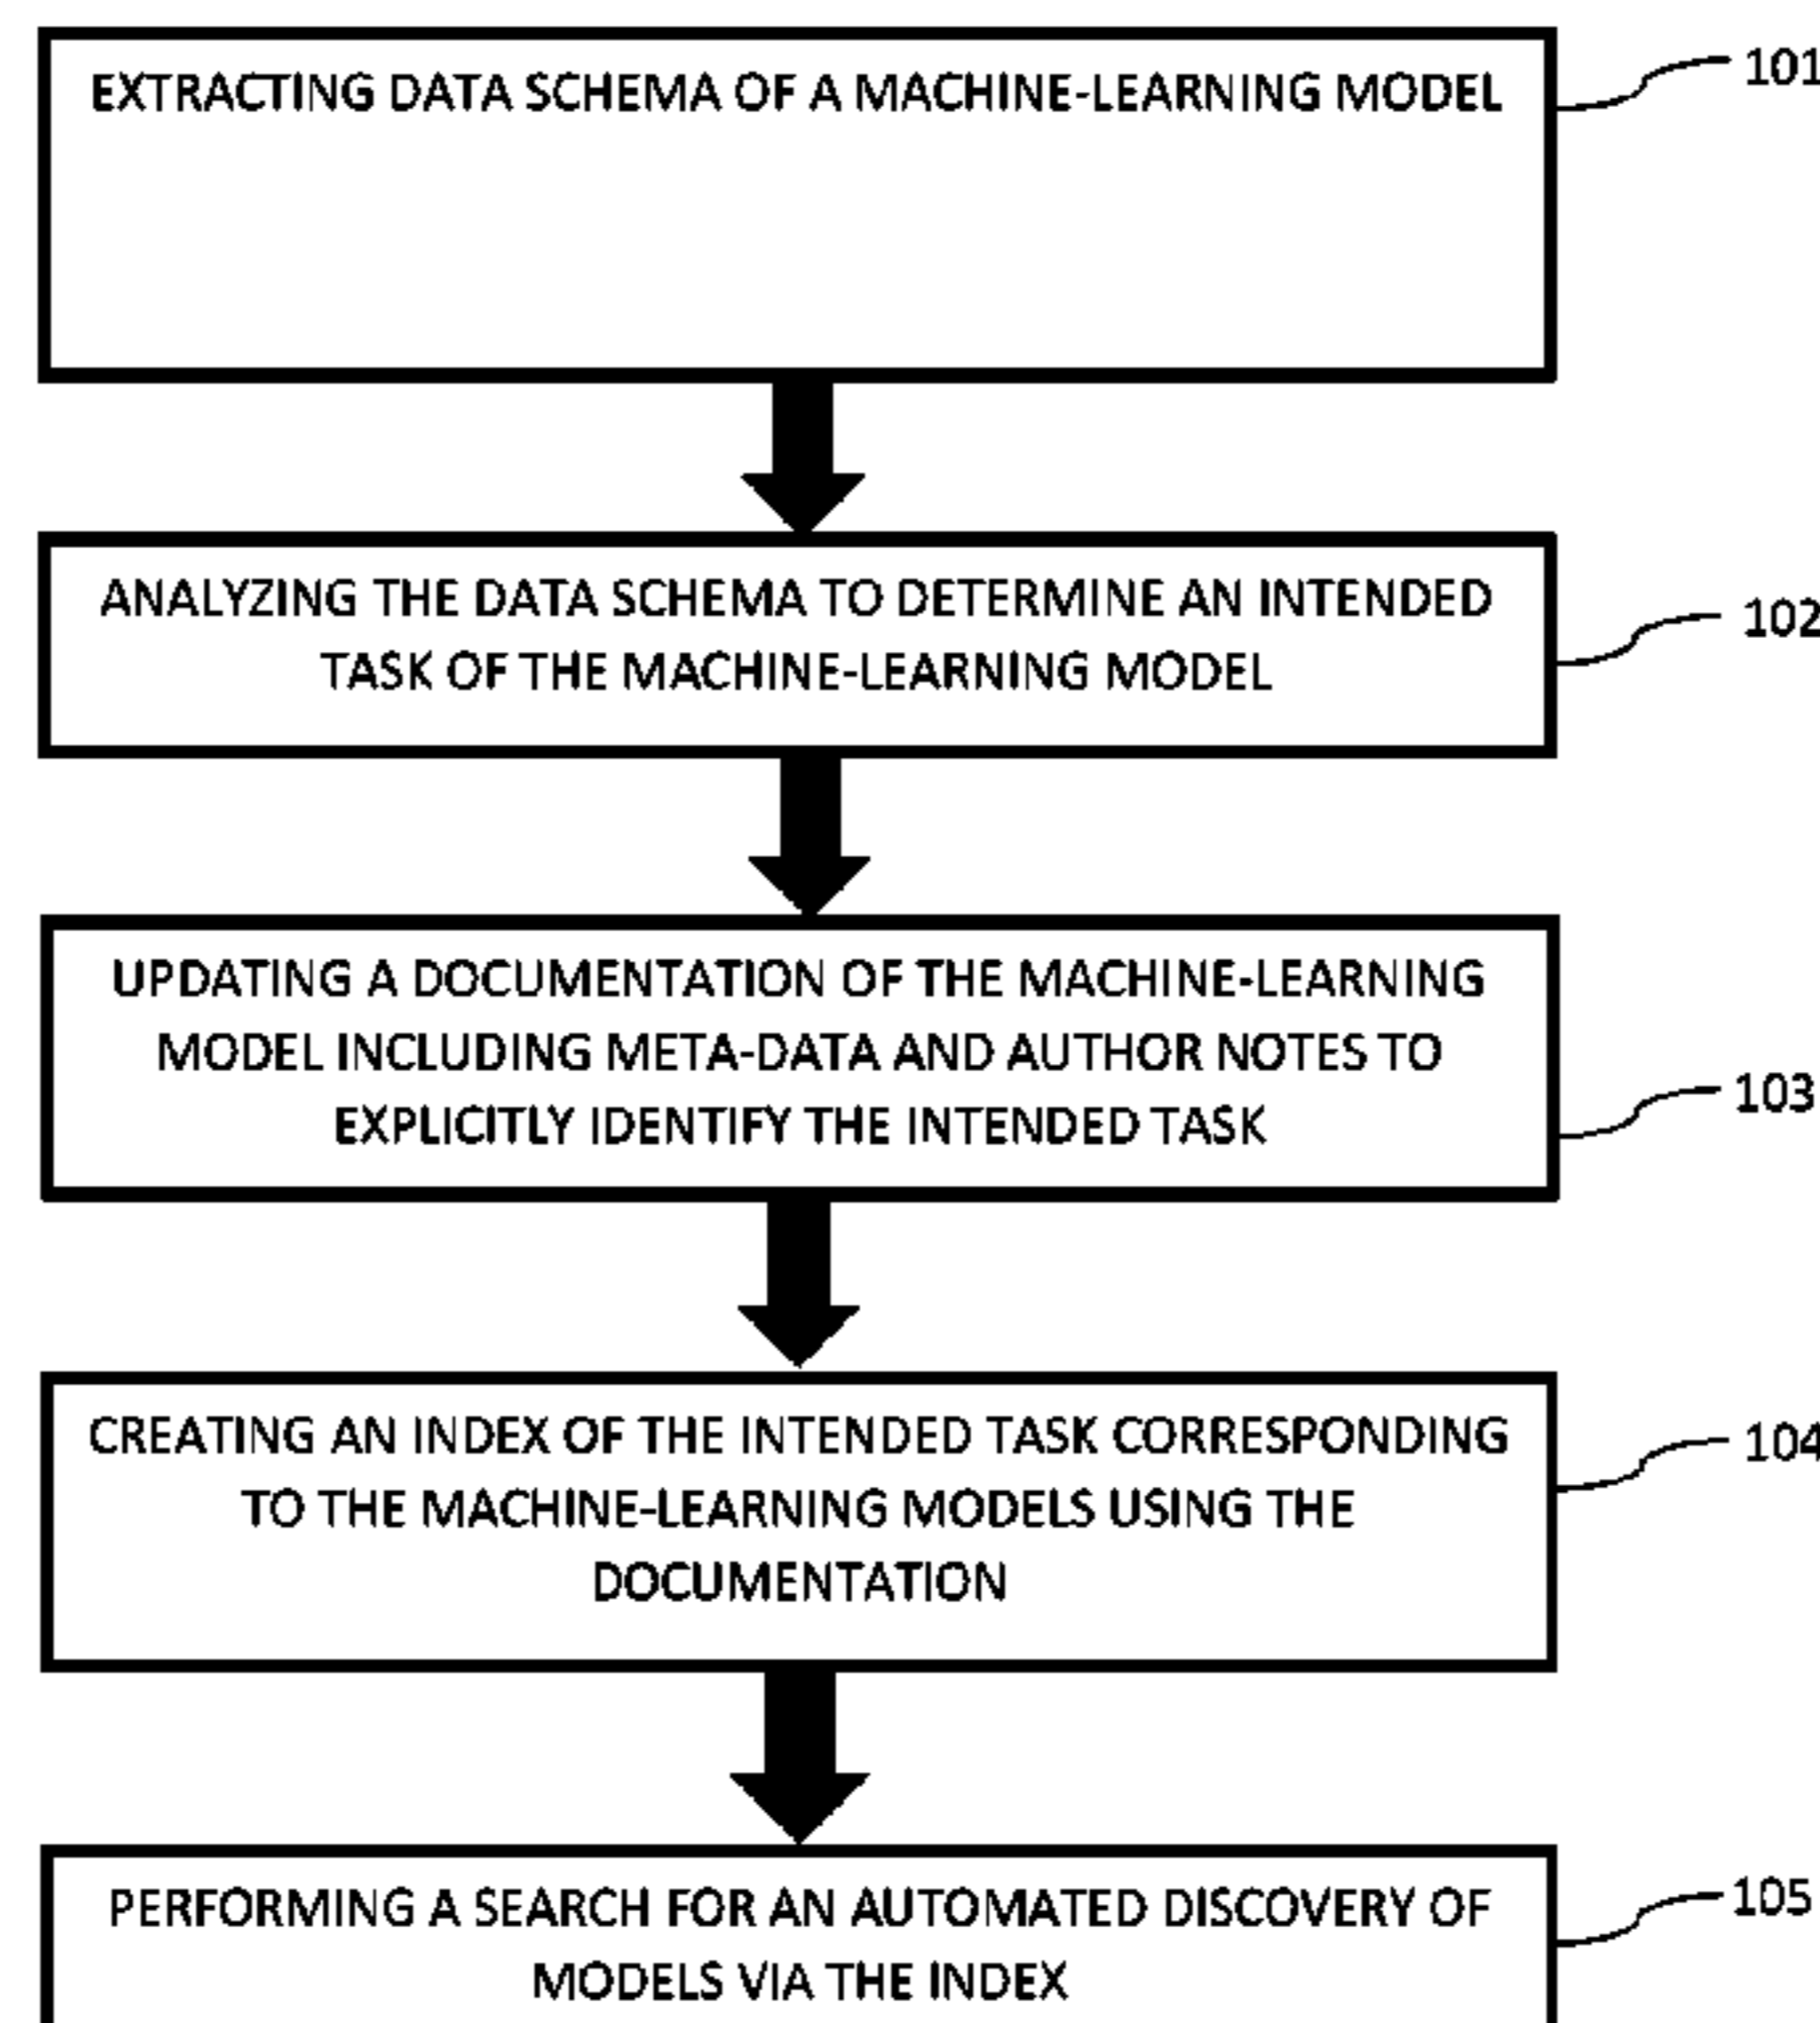 EXTRACTING DATA SCHEMA OF A MACHINE-LEARNING MODEL
101
ANALYZING THE DATA SCHEMA TO DETERMINE AN INTENDED
TASK OF THE MACHINE-LEARNING MODEL
102
UPDATING A DOCUMENTATION OF THE MACHINE-LEARNING
MODEL INCLUDING META-DATA AND AUTHOR NOTES TO
EXPLICITLY IDENTIFY THE INTENDED TASK
103
CREATING AN INDEX OF THE INTENDED TASK CORRESPONDING
TO THE MACHINE-LEARNING MODELS USING THE
DOCUMENTATION
104
PERFORMING A SEARCH FOR AN AUTOMATED DISCOVERY OF
MODELS VIA THE INDEX
105